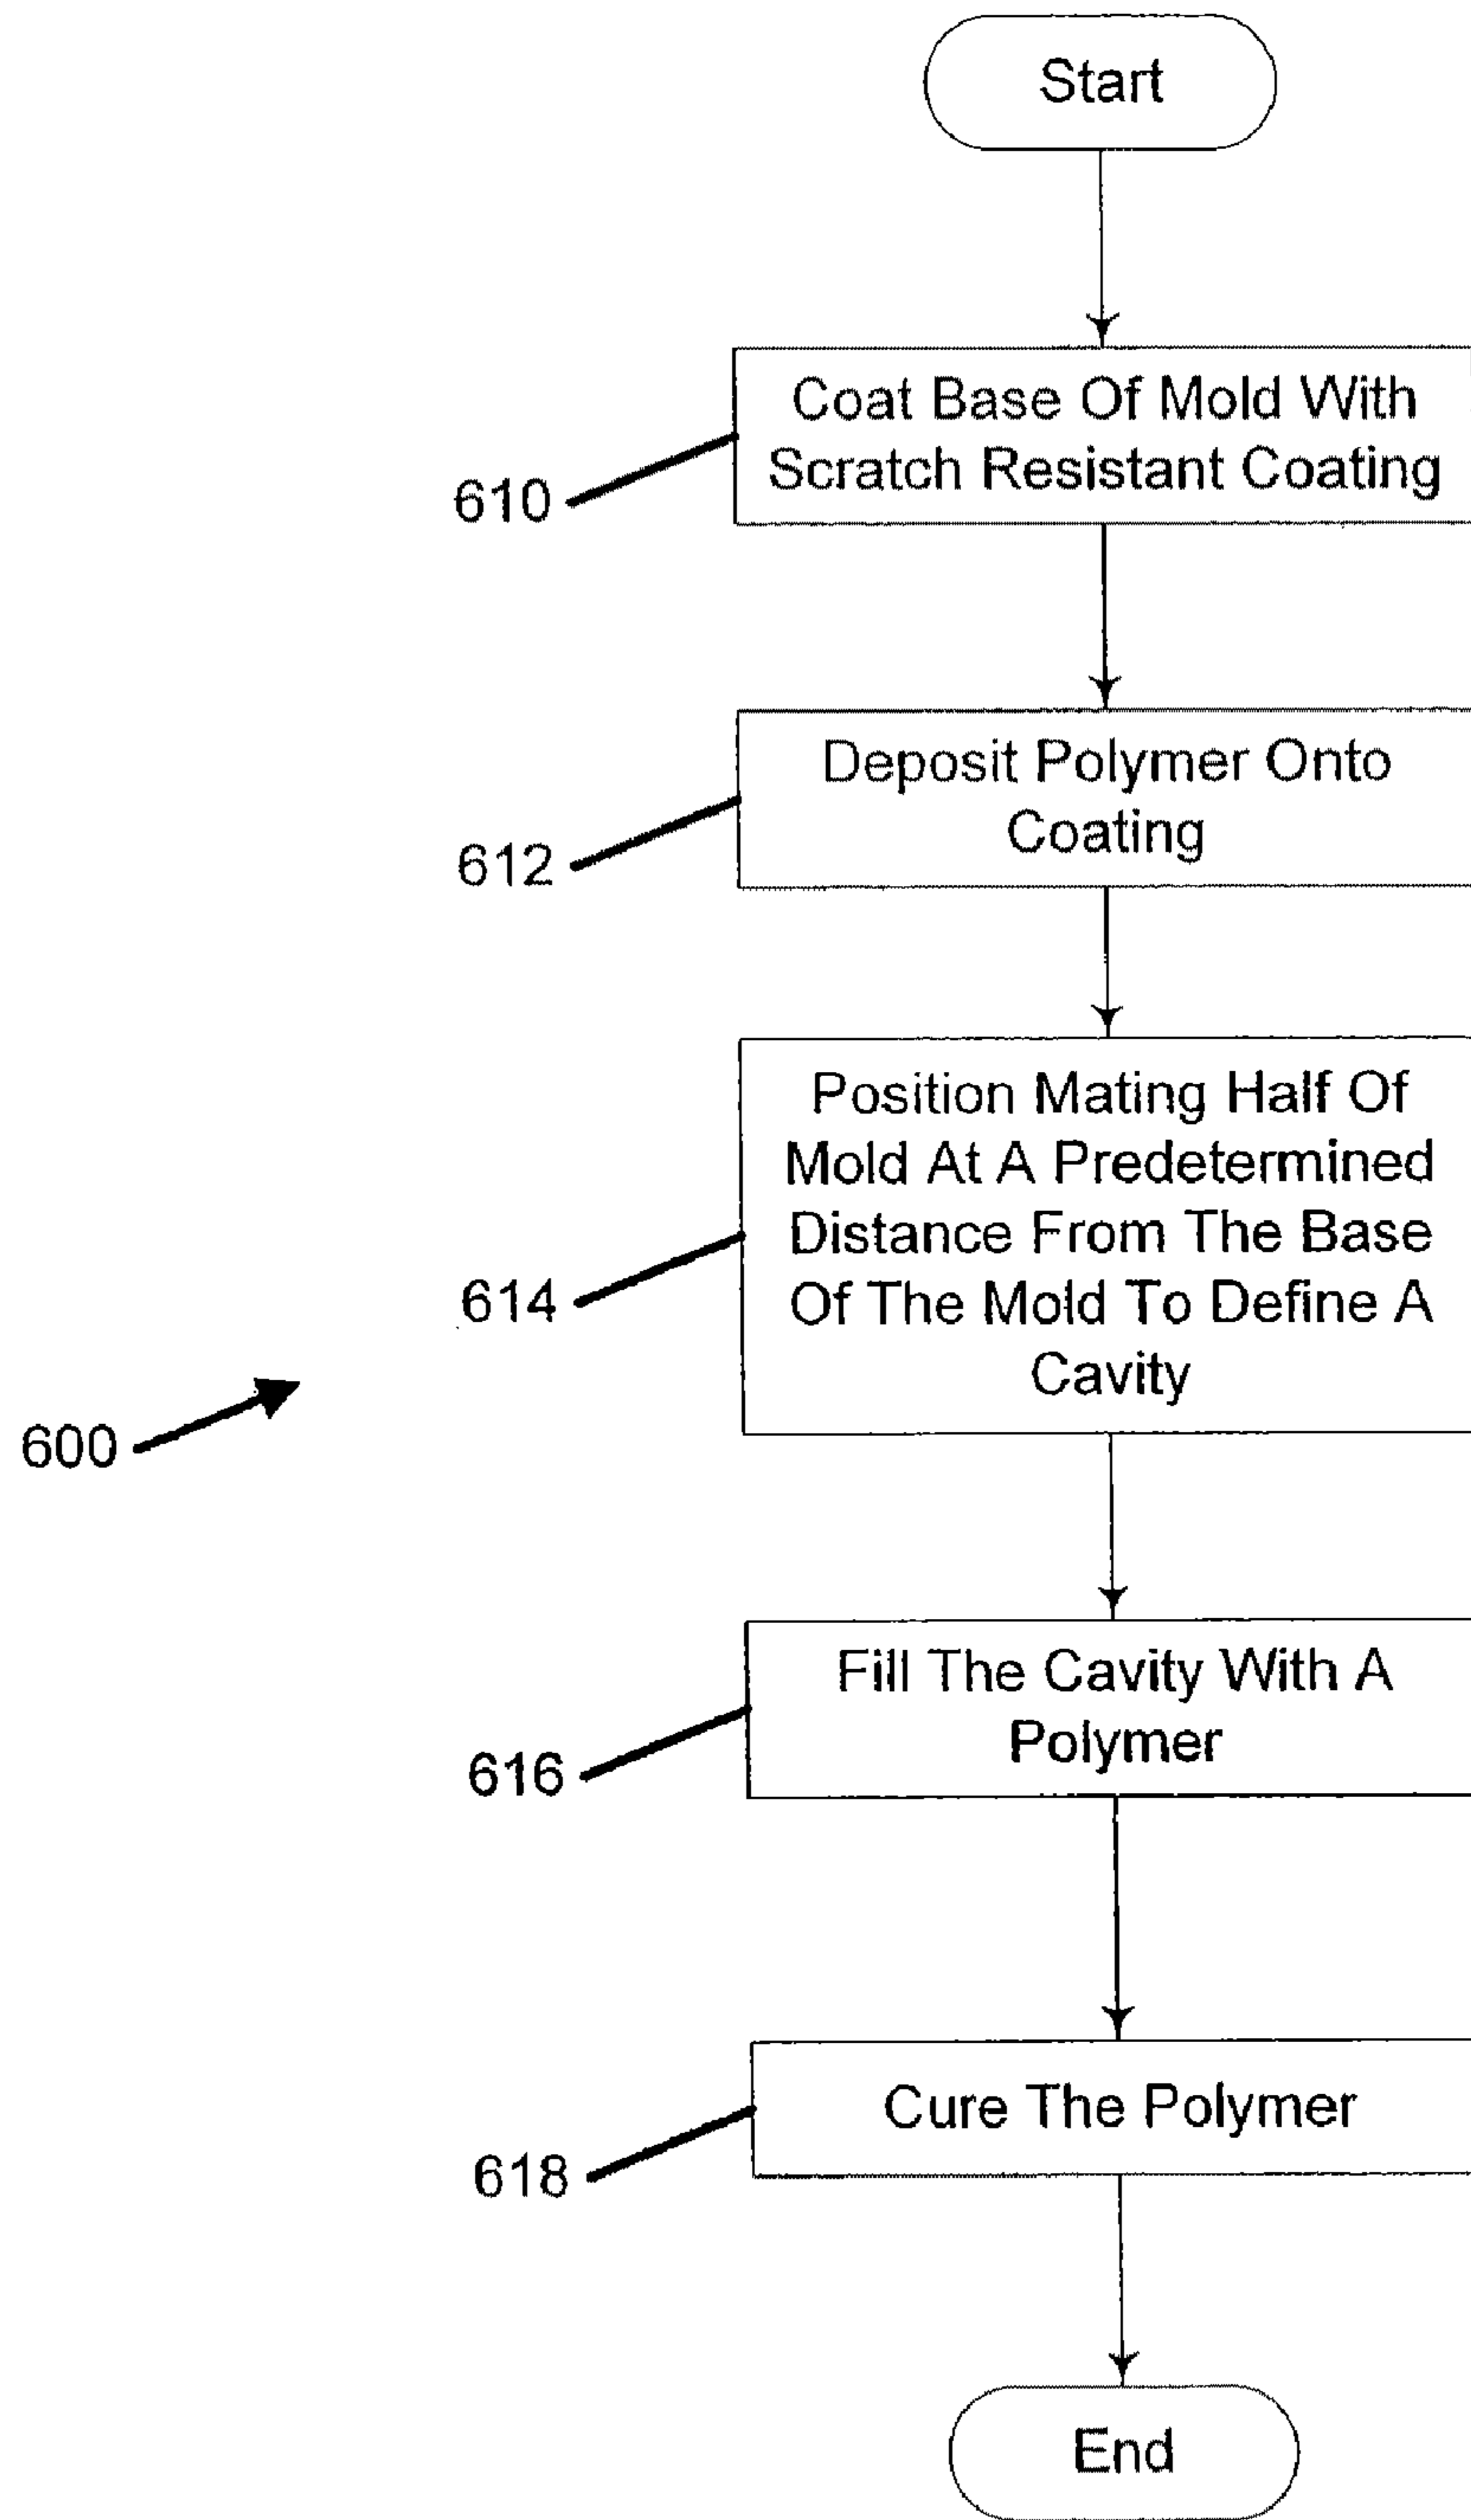 Start
Coat Base Of Mold With
Scratch Resistant Coating
610
Deposit Polymer Onto
Coating
612
Position Mating Half Of
Mold At A Predetermined
Distance From The Base
Of The Mold To Define A
Cavity
614
600
Fill The Cavity With A
Polymer
616
Cure The Polymer
618
End